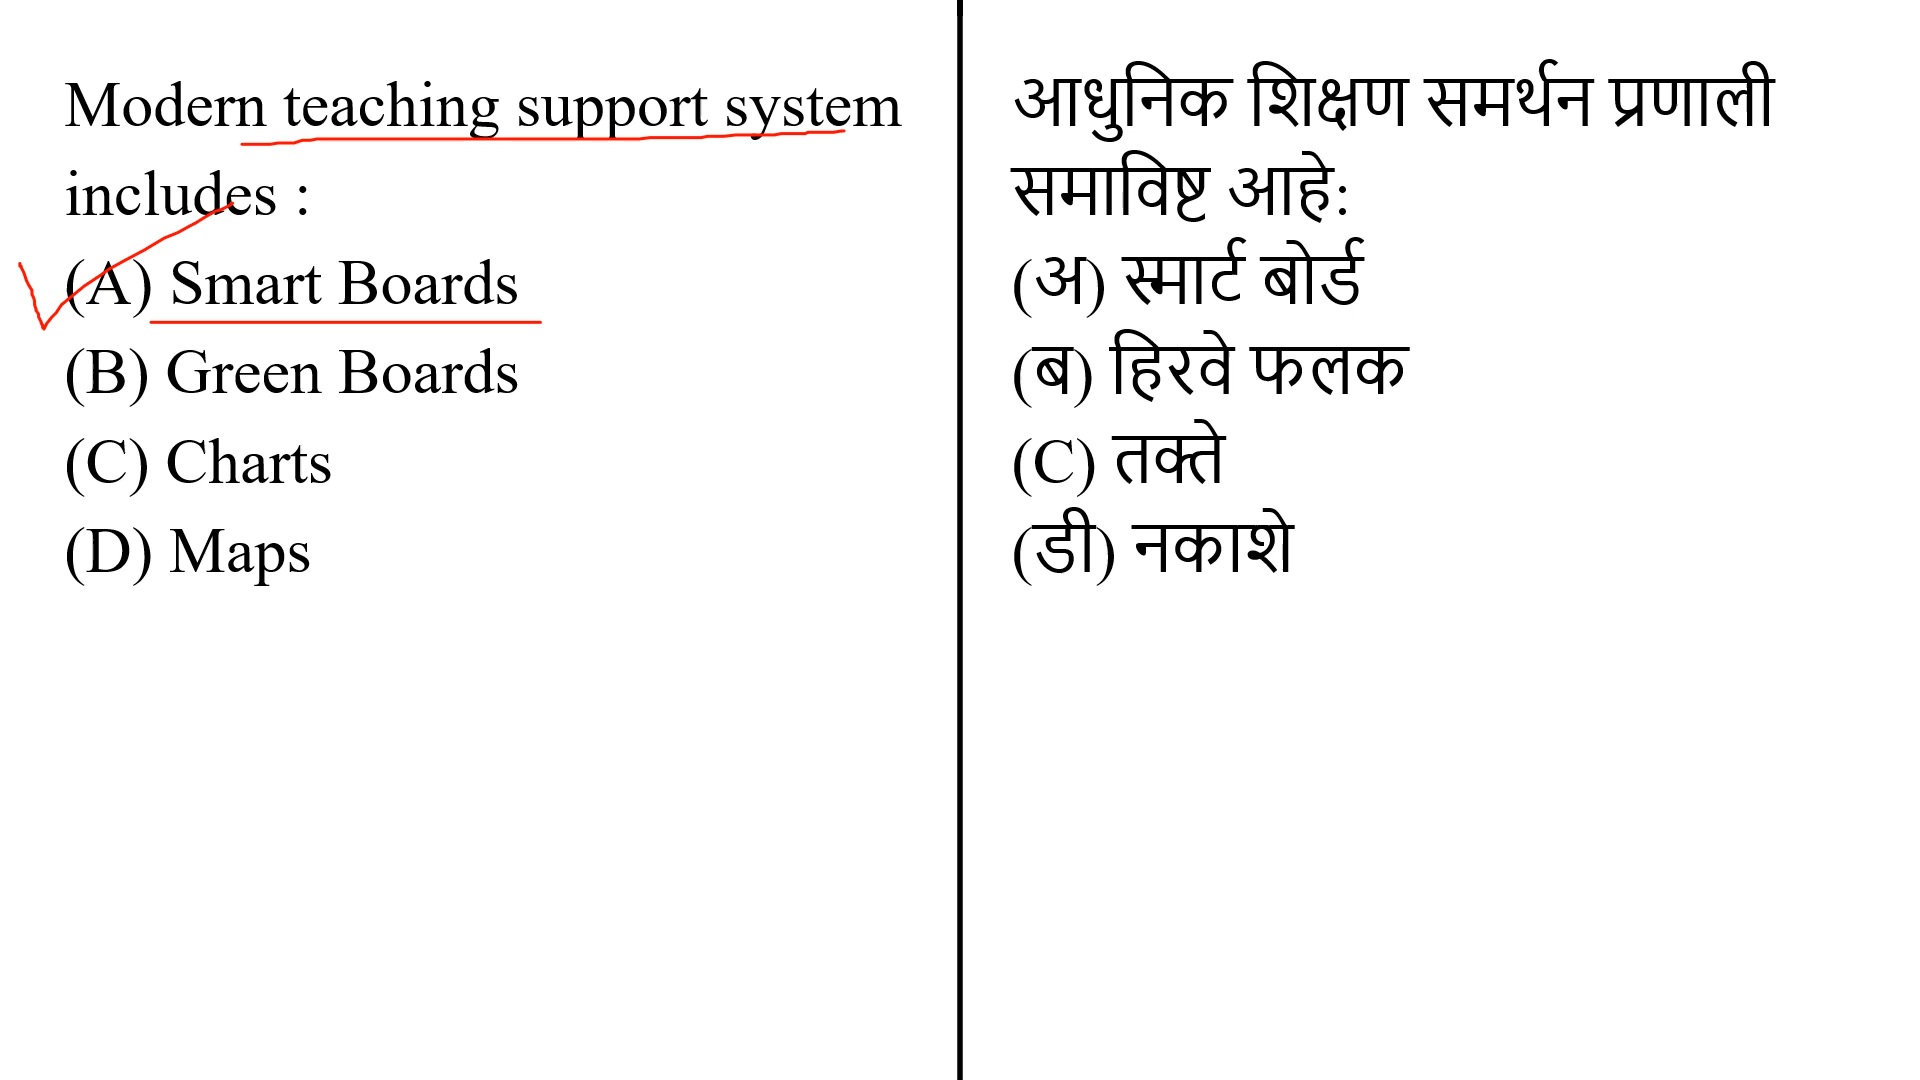 Modern teaching support system
includes :
(A) Smart Boards
(B) Green Boards
(C) Charts
(D) Maps
आधुनिक शिक्षण समर्थन प्रणाली
समाविष्ट आहे:
(अ) स्मार्ट बोर्ड
(ब) हिरवे फलक
(C) तक्ते
(डी) नकाशे